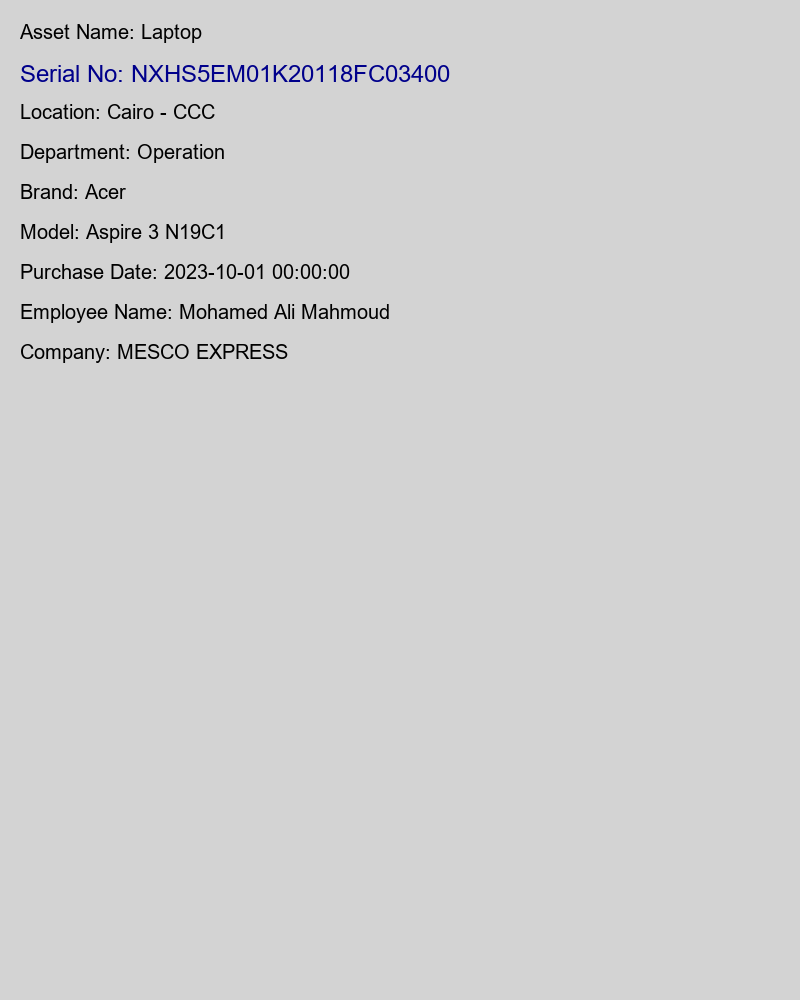 Asset Name: Laptop
Serial No: NXHS5EM01K20118FC03400
Location: Cairo - CCC
Department: Operation
Brand: Acer
Model: Aspire 3 N19C1
Purchase Date: 2023-10-01 00:00:00
Employee Name: Mohamed Ali Mahmoud
Company: MESCO EXPRESS